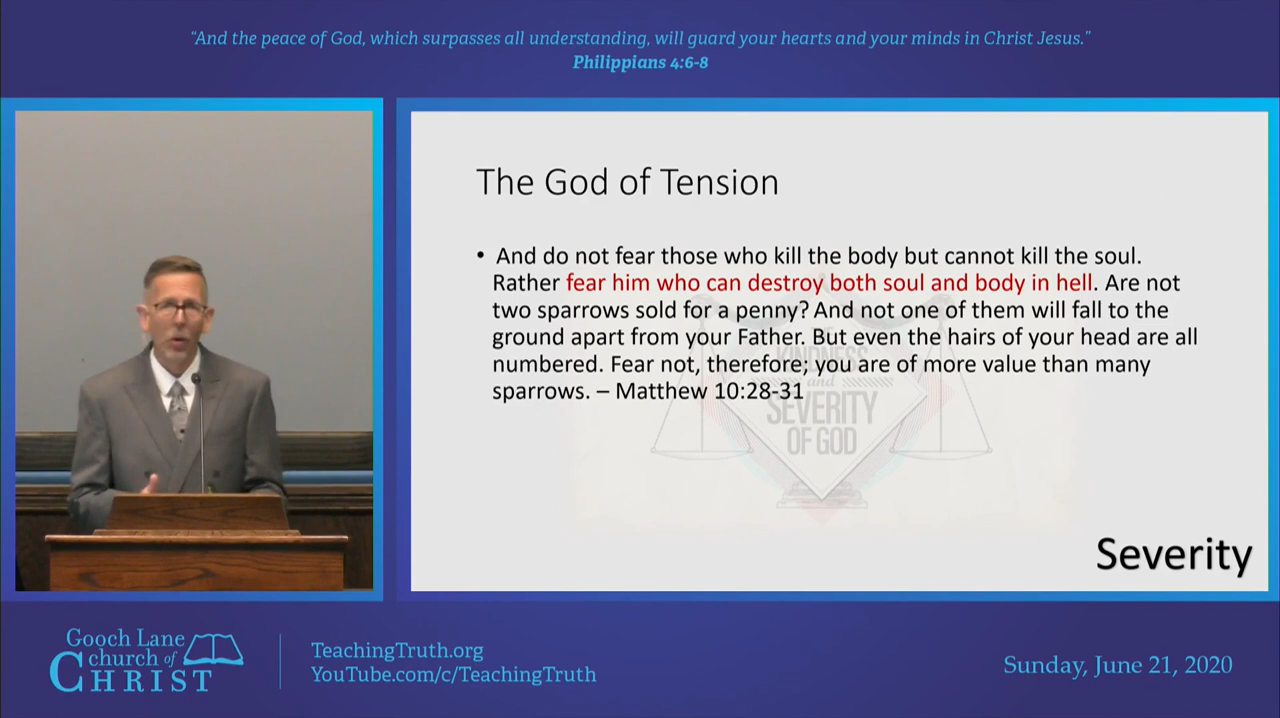 “And the peace of God, which surpasses all understanding, will guard your hearts and your minds in Christ Jesus.”
Philippians 4:6-8
The God of Tension
• And do not fear those who kill the body but cannot kill the soul.
Rather fear him who can destroy both soul and body in hell. Are not
two sparrows sold for a penny? And not one of them will fall to the
ground apart from your Father. But even the hairs of your head are all
numbered. Fear not, therefore; you are of more value than many
sparrows. – Matthew 10:28-31
KINDNESS
and
SEVERITY
OF GOD
Severity
Gooch Lane
church of
CHRIST
TeachingTruth.org
YouTube.com/c/TeachingTruth
Sunday, June 21, 2020